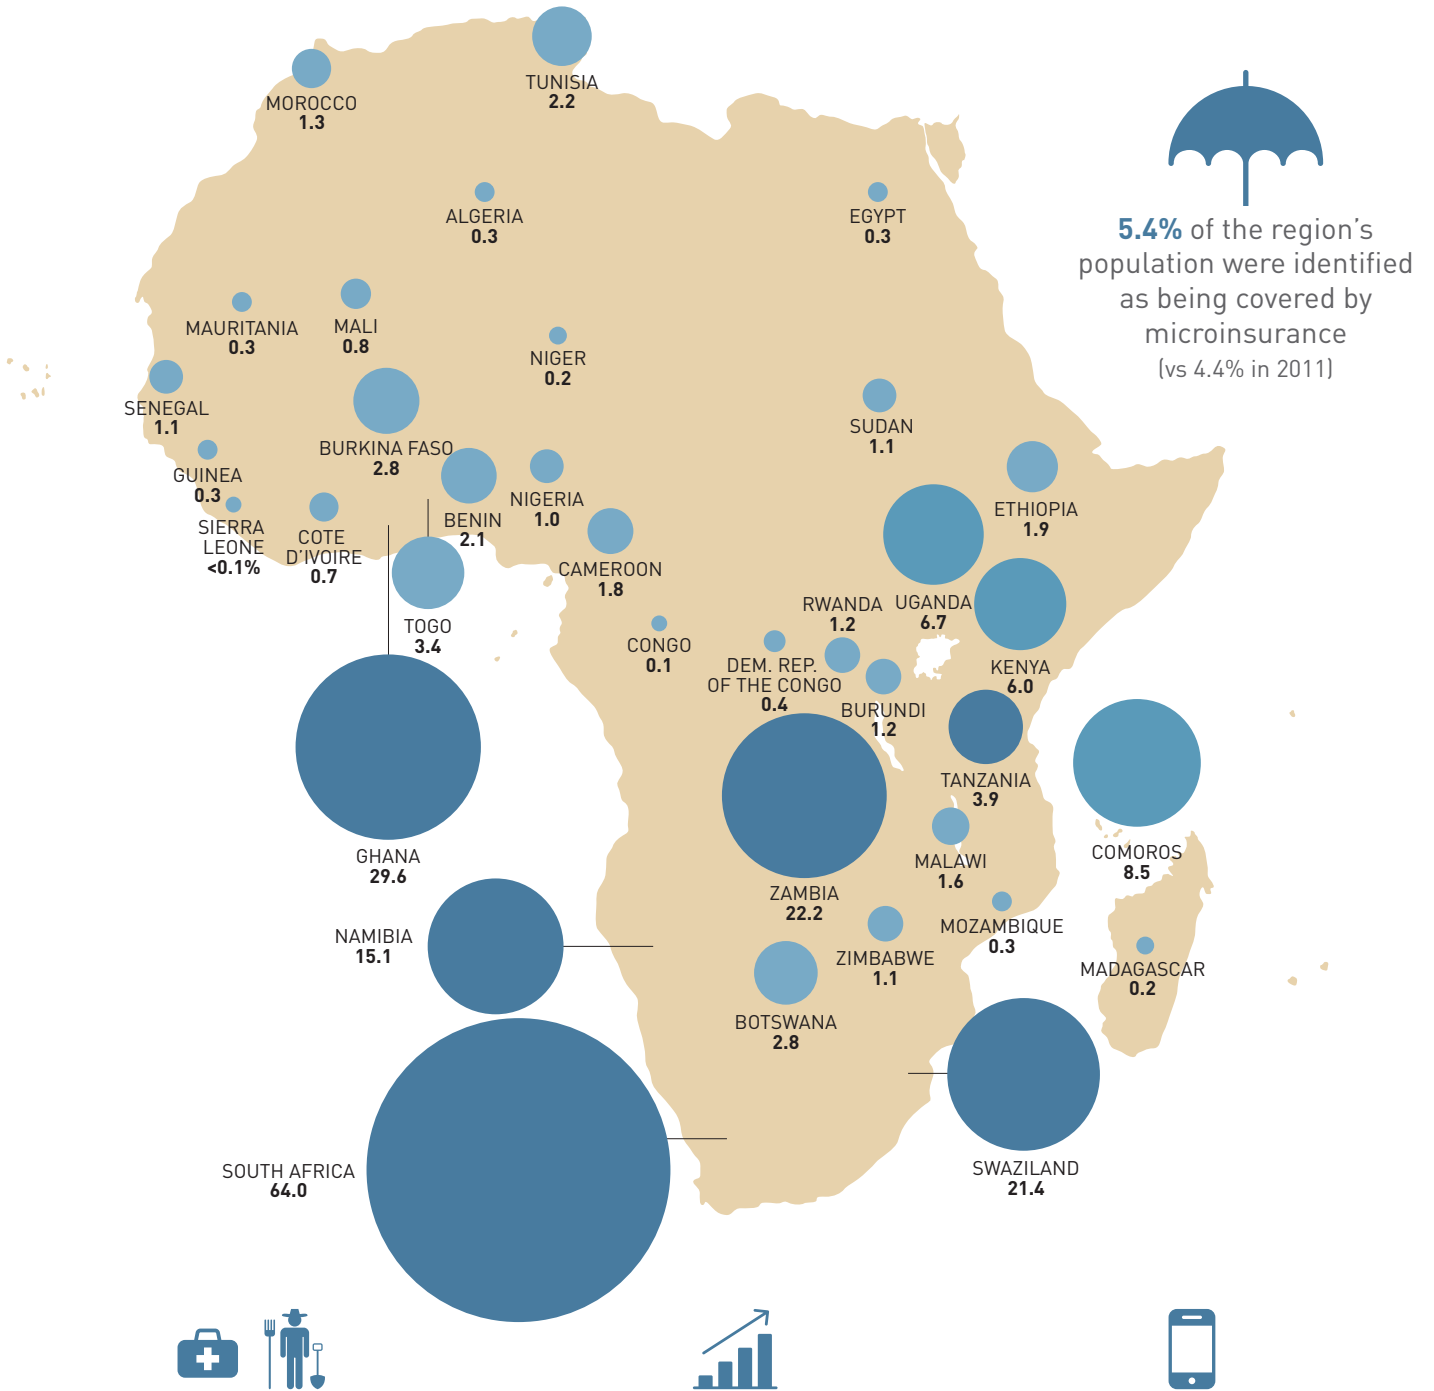 TUNISIA
2.2
MOROCCO
1.3
ALGERIA
0.3
EGYPT
0.3
5.4% of the region's
population were identified
as being covered by
microinsurance
(vs 4.4% in 2011)
MAURITANIA
0.3
MALI
0.8
NIGER
0.2
SENEGAL
1.1
BURKINA FASO
2.8
SUDAN
1.1
GUINEA
0.3
NIGERIA
1.0
ETHIOPIA
1.9
SIERRA
LEONE
<0.1%
COTE
D'IVOIRE
0.7
BENIN
2.1
CAMEROON
1.8
TOGO
3.4
RWANDA
1.2
UGANDA
6.7
CONGO
0.1
DEM. REP.
OF THE CONGO
0.4
KENYA
6.0
BURUNDI
1.2
TANZANIA
3.9
GHANA
29.6
MALAWI
1.6
COMOROS
8.5
ZAMBIA
22.2
NAMIBIA
15.1
MOZAMBIQUE
0.3
ZIMBABWE
1.1
MADAGASCAR
0.2
BOTSWANA
2.8
SOUTH AFRICA
64.0
SWAZILAND
21.4